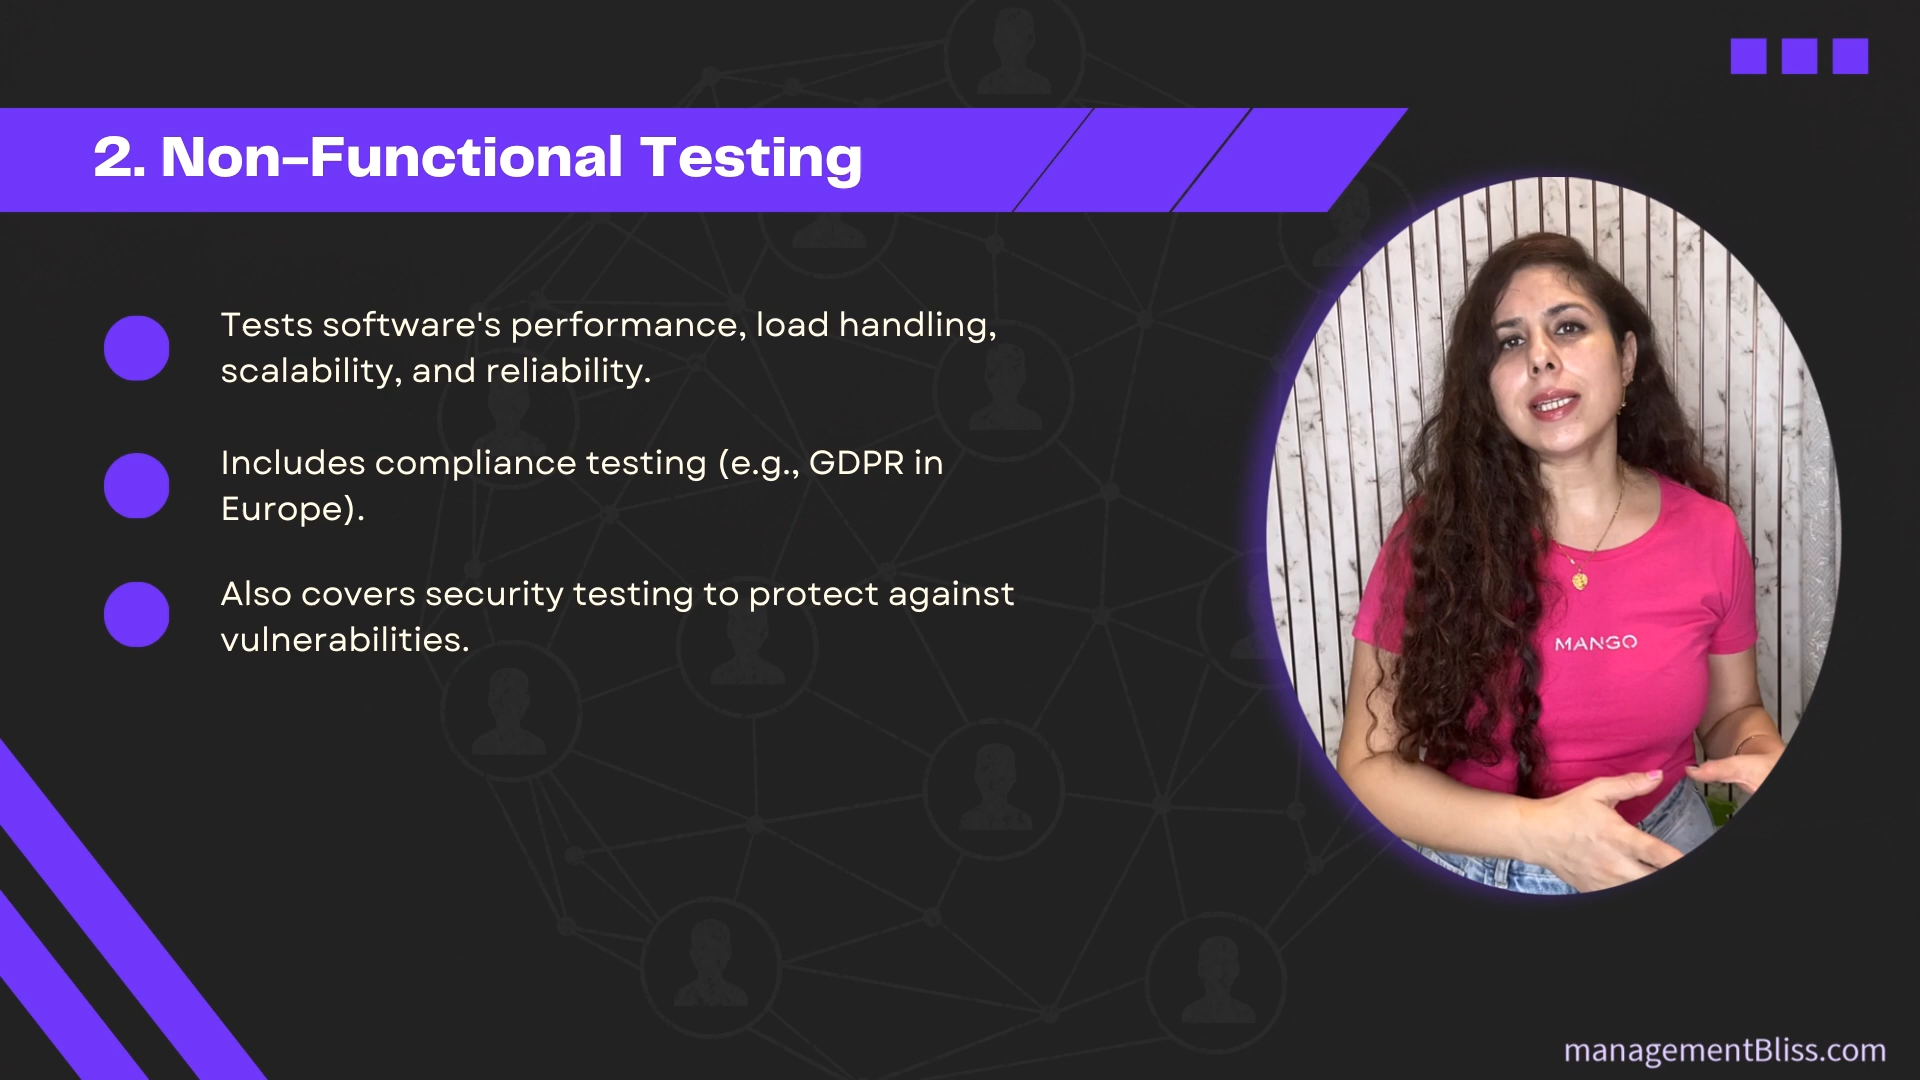 2. Non-Functional Testing
Tests software's performance, load handling,
scalability, and reliability.
Includes compliance testing (e.g., GDPR in
Europe).
Also covers security testing to protect against
vulnerabilities.
MANGO
managementBliss.com